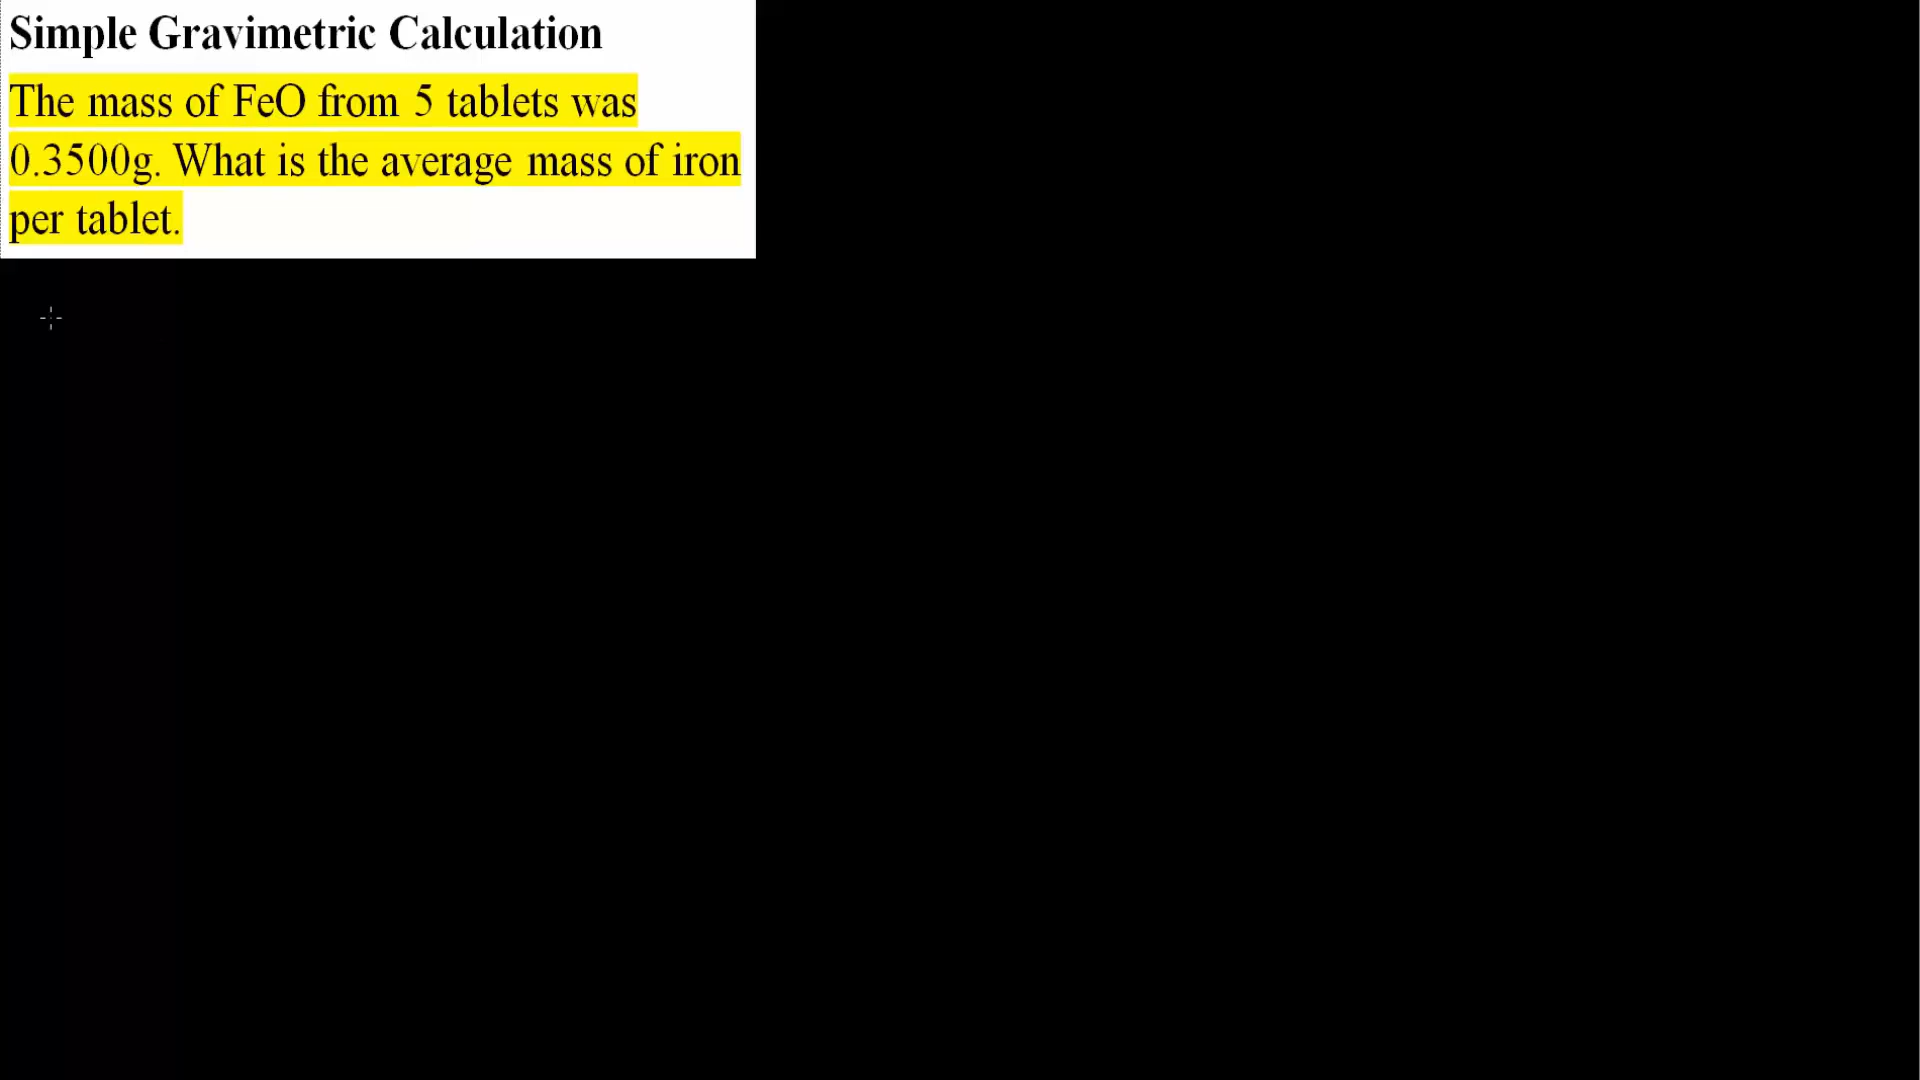 Simple Gravimetric Calculation
The mass of FeO from 5 tablets was
0.3500g. What is the average mass of iron
per tablet.